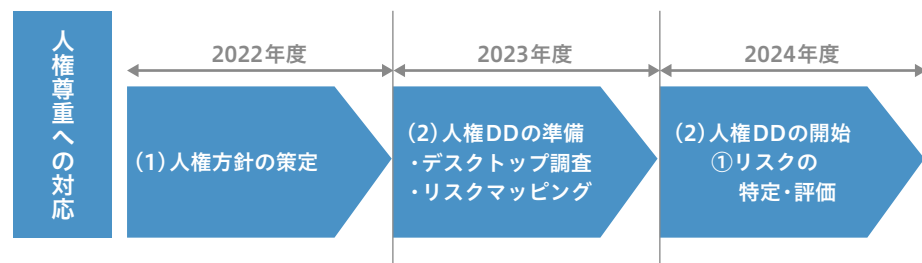 人権尊重への対応
2022年度
2023年度
2024年度
(1)人権方針の策定
(2)人権DDの準備
・デスクトップ調査
・リスクマッピング
(2)人権DDの開始
①リスクの
特定・評価